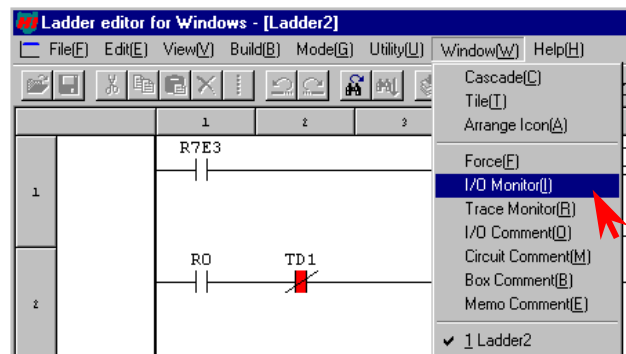 Ladder editor for Windows - [Ladder2]
File(F) Edit(E) View(V) Build(B) Mode(G) Utility(U) Window(W) Help(H)
1 2 3
R7E3
1
R0 TD1
2
Cascade(C)
Tile(T)
Arrange Icon(A)
Force(F)
I/O Monitor(I)
Trace Monitor(R)
I/O Comment(O)
Circuit Comment(M)
Box Comment(B)
Memo Comment(E)
✓ 1 Ladder2